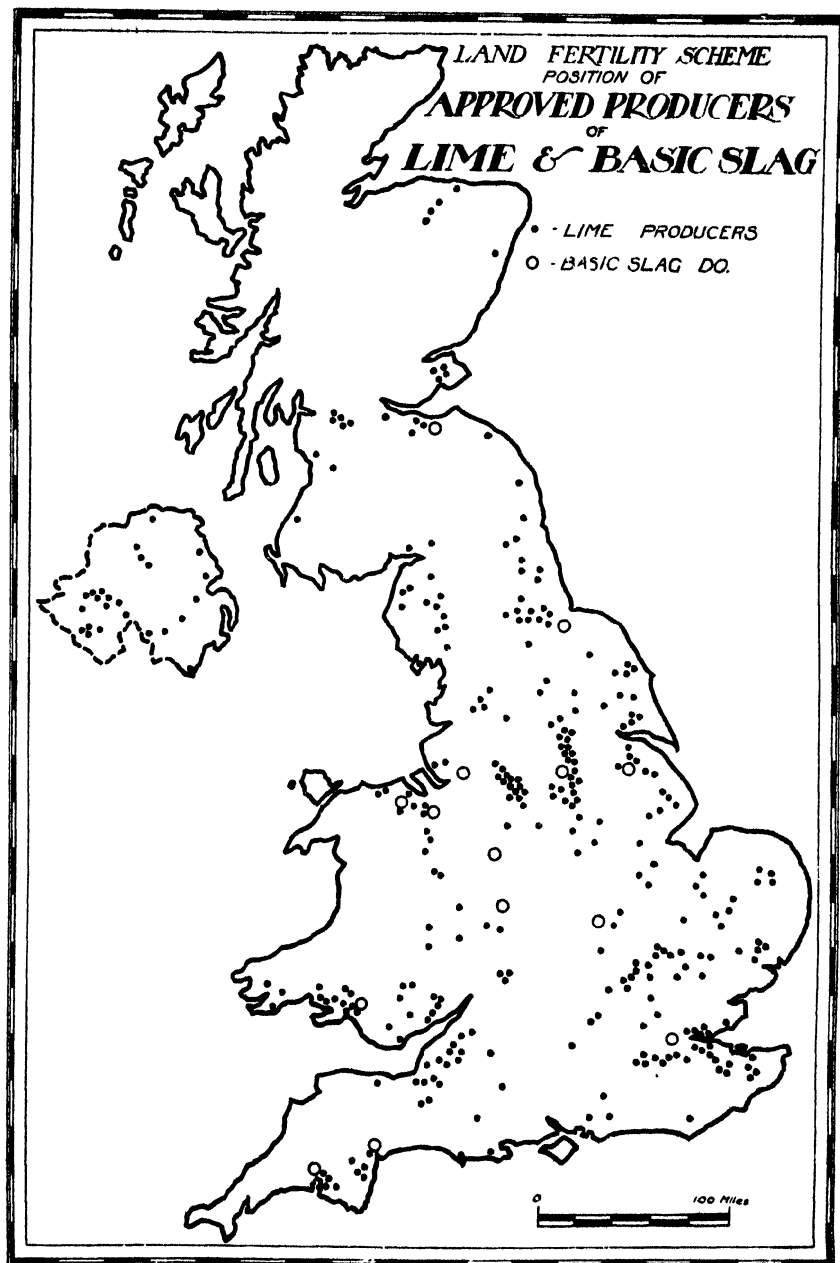 LAND FERTILITY SCHEME
POSITION OF
APPROVED PRODUCERS
OF
LIME & BASIC SLAG
• - LIME PRODUCERS
O - BASIC SLAG DO.
0 100 Miles